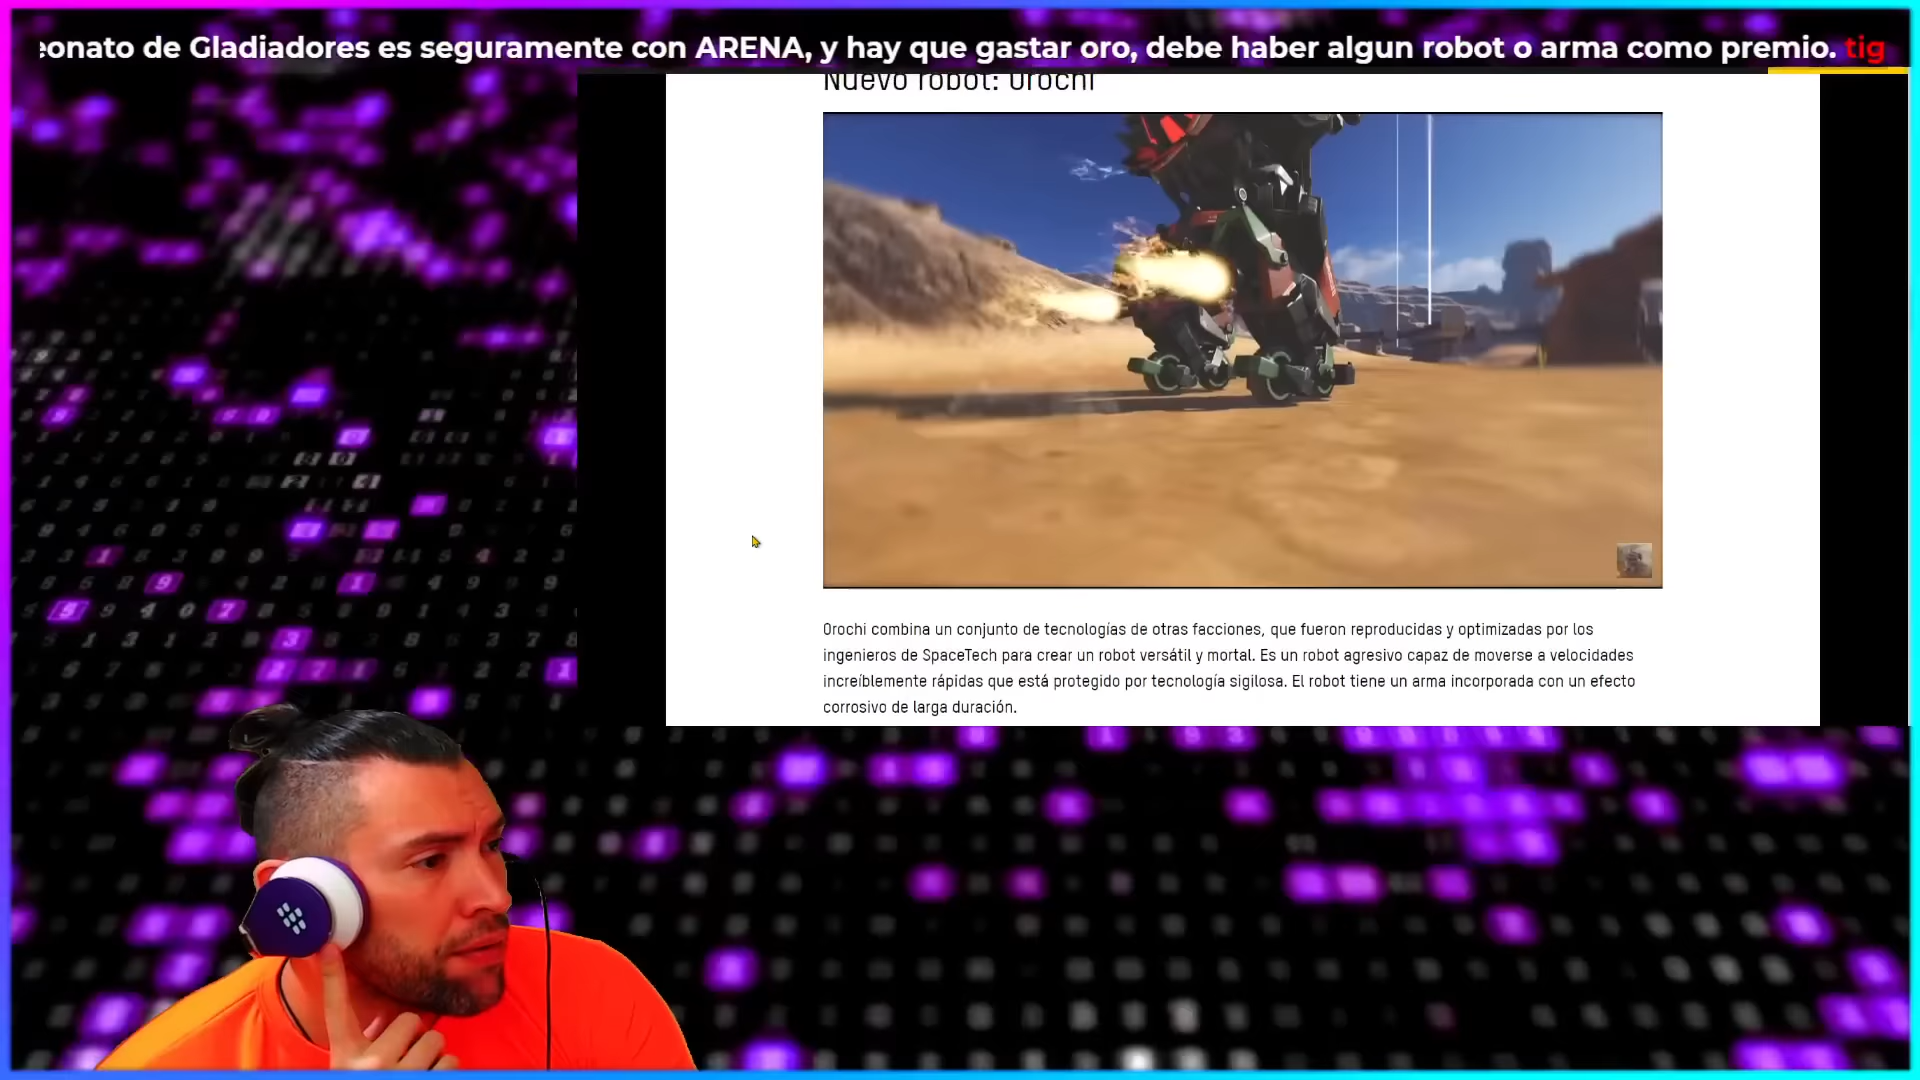 eonato de Gladiadores es seguramente con ARENA, y hay que gastar oro, debe haber algun robot o arma como premio. tig
Nuevo robot: Orochi
Orochi combina un conjunto de tecnologías de otras facciones, que fueron reproducidas y optimizadas por los
ingenieros de SpaceTech para crear un robot versátil y mortal. Es un robot agresivo capaz de moverse a velocidades
increíblemente rápidas que está protegido por tecnología sigilosa. El robot tiene un arma incorporada con un efecto
corrosivo de larga duración.